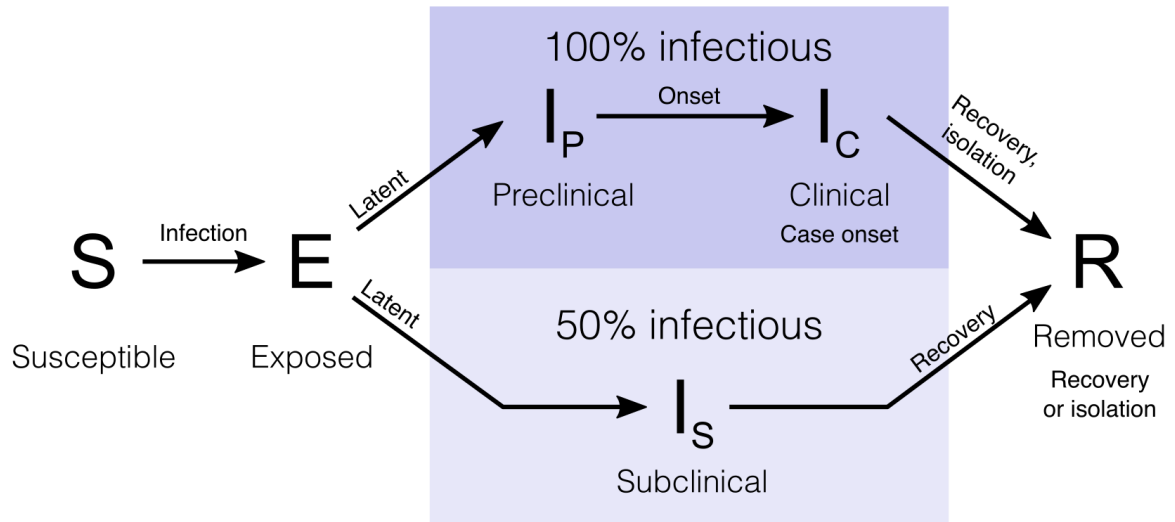 100% infectious
I_P
Onset
I_C
Preclinical
Clinical
Case onset
Latent
Recovery,
isolation
S
Infection
E
R
Susceptible
Exposed
Latent
50% infectious
Recovery
Removed
Recovery
or isolation
I_S
Subclinical